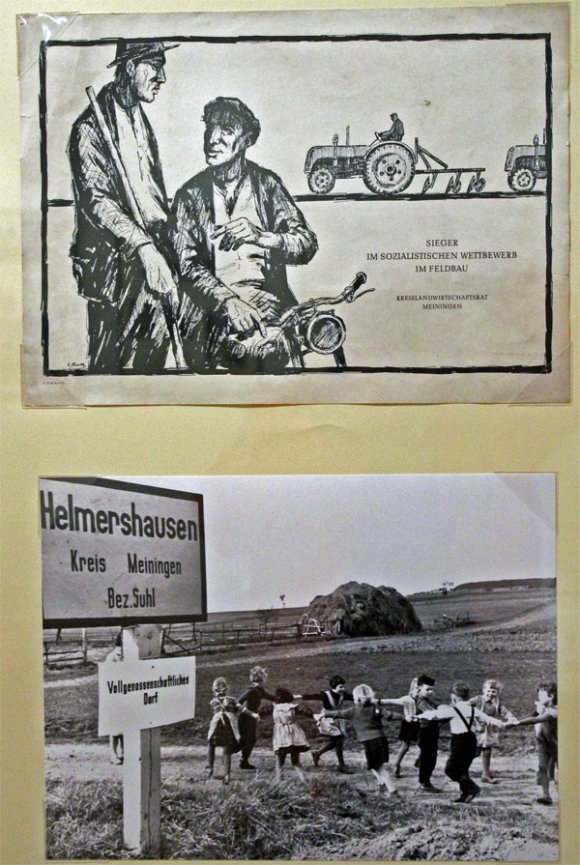 SIEGER
IM SOZIALISTISCHEN WETTBEWERB
IM FELDBAU
KREISLANDWIRTSCHAFTSRAT
MEININGEN
Helmershausen
Kreis Meiningen
Bez. Suhl
Vollgenossenschaftliches
Dorf